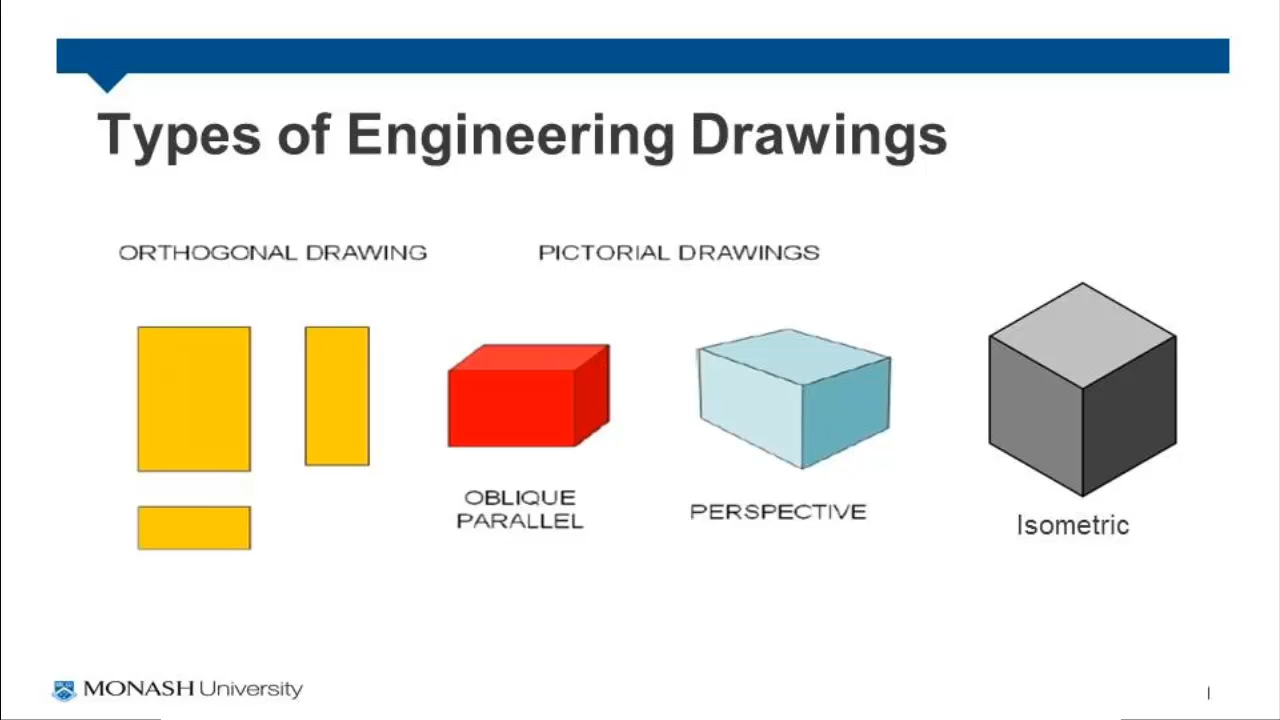 Types of Engineering Drawings
ORTHOGONAL DRAWING
PICTORIAL DRAWINGS
OBLIQUE
PARALLEL
PERSPECTIVE
Isometric
MONASH University